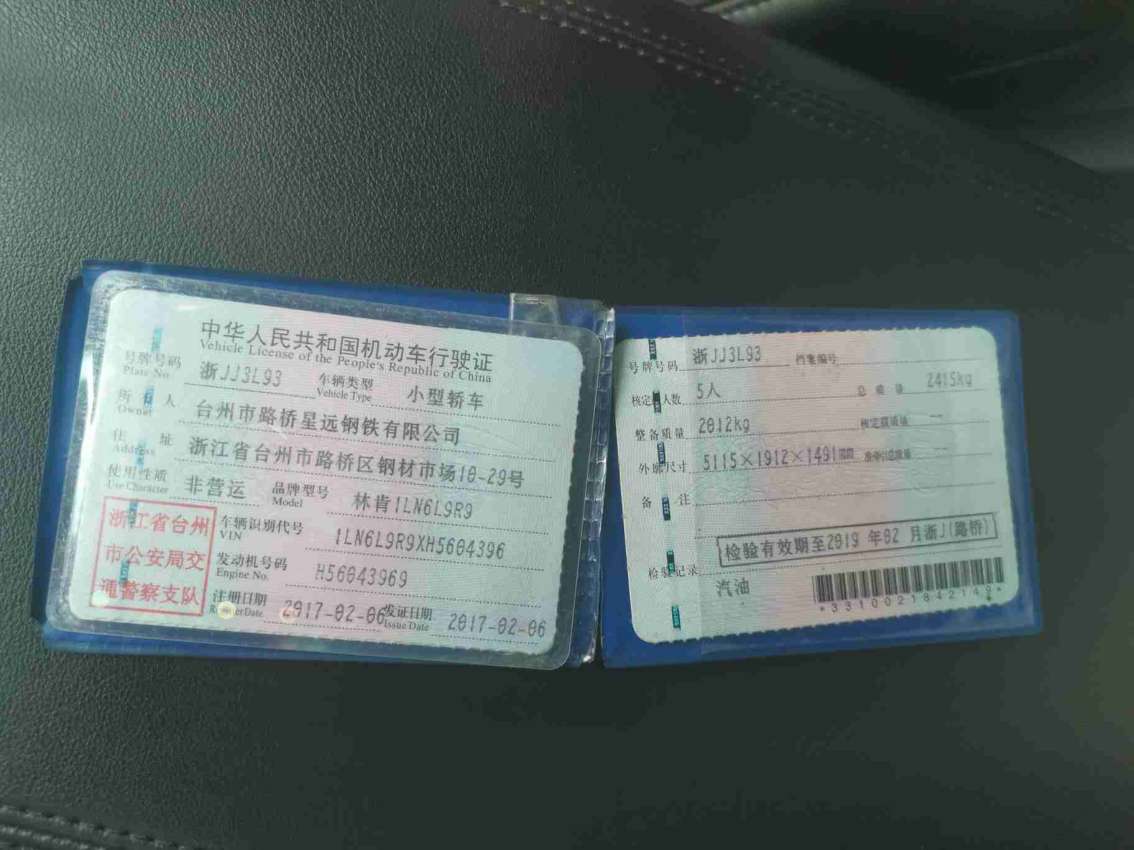 中华人民共和国机动车行驶证
Vehicle License of the People's Republic of China
号牌号码 浙JJ3L93 车辆类型 小型轿车
Plate No. Vehicle Type
所有人 台州市路桥星远钢铁有限公司
Owner
住址 浙江省台州市路桥区钢材市场10-29号
Address
使用性质 非营运 品牌型号 林肯1LN6L9R9
Use Character Model
浙江省台州
市公安局交
通警察支队
车辆识别代号 1LN6L9R9XH5604396
VIN
发动机号码 H56043969
Engine No.
注册日期 2017-02-06 发证日期 2017-02-06
Issue Date
号牌号码 浙JJ3L93 档案编号
核定人数 5人 总质量 2415kg
整备质量 2012kg 核定载质量 --
外廓尺寸 5115×1912×1491mm --
备注
检验有效期至2019年02月浙J(路桥)
检验记录
汽油
*3310021842142*